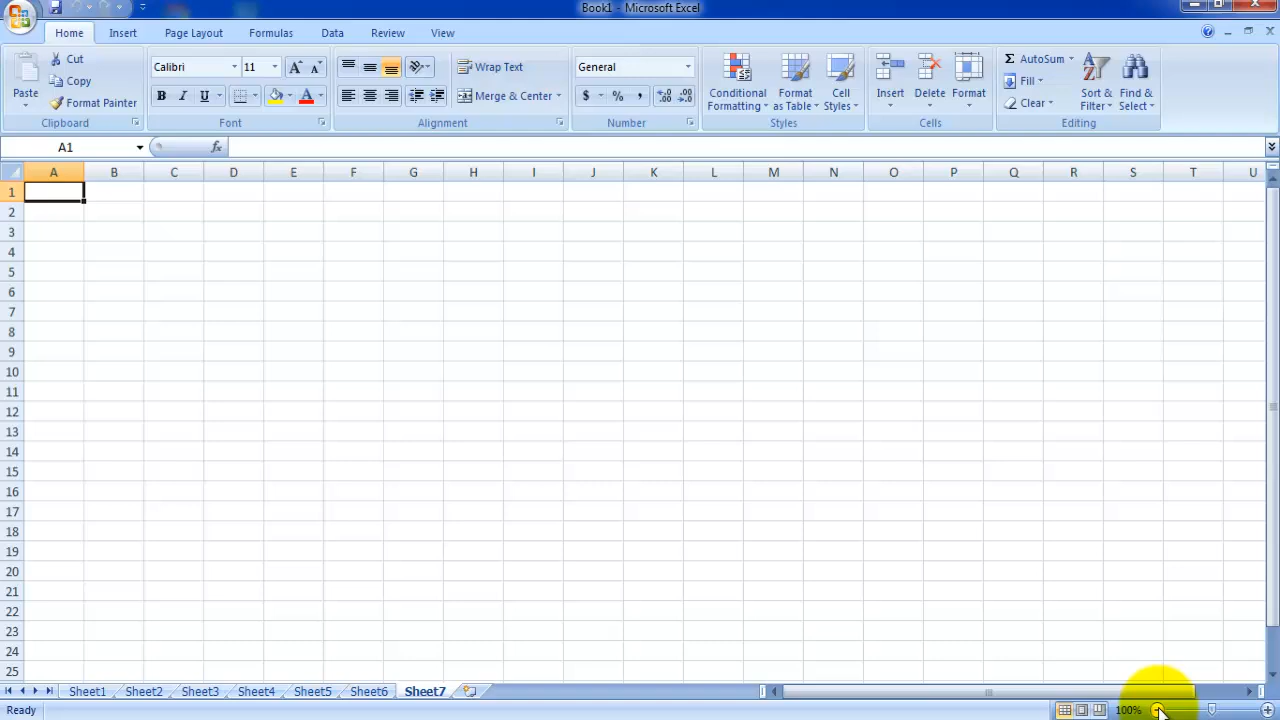 Book1 - Microsoft Excel
Home Insert Page Layout Formulas Data Review View
Cut
Copy
Format Painter
Paste
Clipboard
Calibri 11
B I U A
Font
Wrap Text
Merge & Center
Alignment
General
$ % ,
Number
Conditional Formatting
Format as Table
Cell Styles
Styles
Insert Delete Format
Cells
Σ AutoSum
Fill
Clear
Sort & Filter
Find & Select
Editing
A1 fx
A B C D E F G H I J K L M N O P Q R S T U
1
2
3
4
5
6
7
8
9
10
11
12
13
14
15
16
17
18
19
20
21
22
23
24
25
Sheet1 Sheet2 Sheet3 Sheet4 Sheet5 Sheet6 Sheet7
Ready 100%